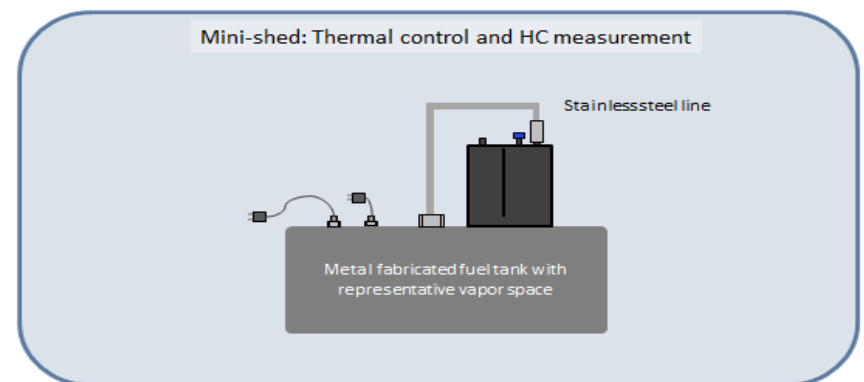 Mini-shed: Thermal control and HC measurement
Stainlesssteel line
Metal fabricated fuel tank with
representative vapor space